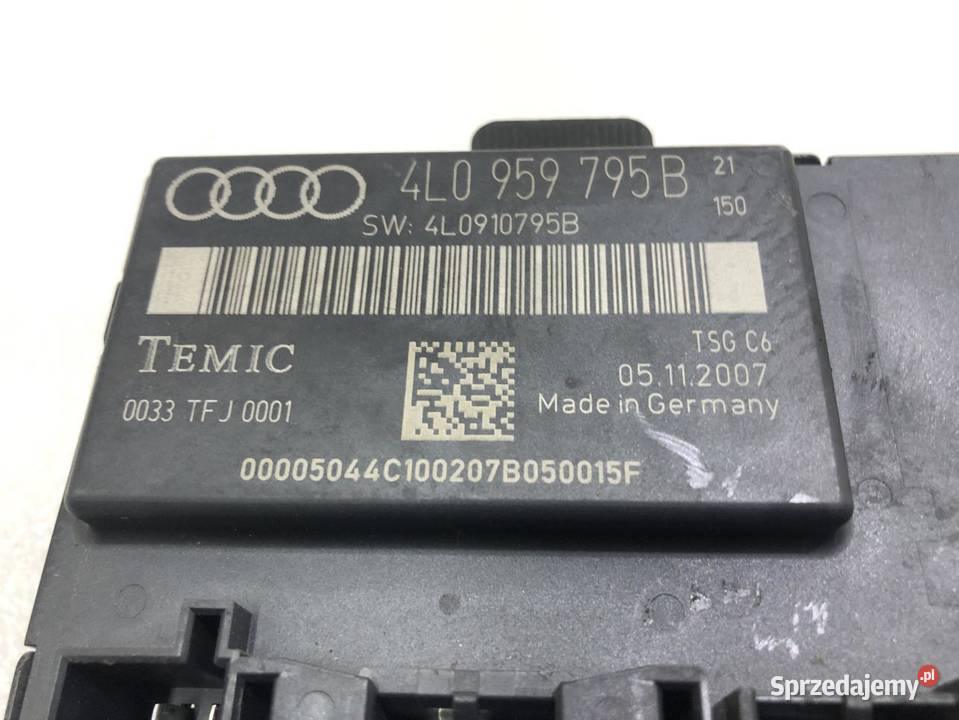 4L0 959 795 B 21
150
SW: 4L0910795B
TEMIC
TSG C6
05.11.2007
0033 TFJ 0001
Made in Germany
00005044C100207B050015F
Sprzedajemy.pl